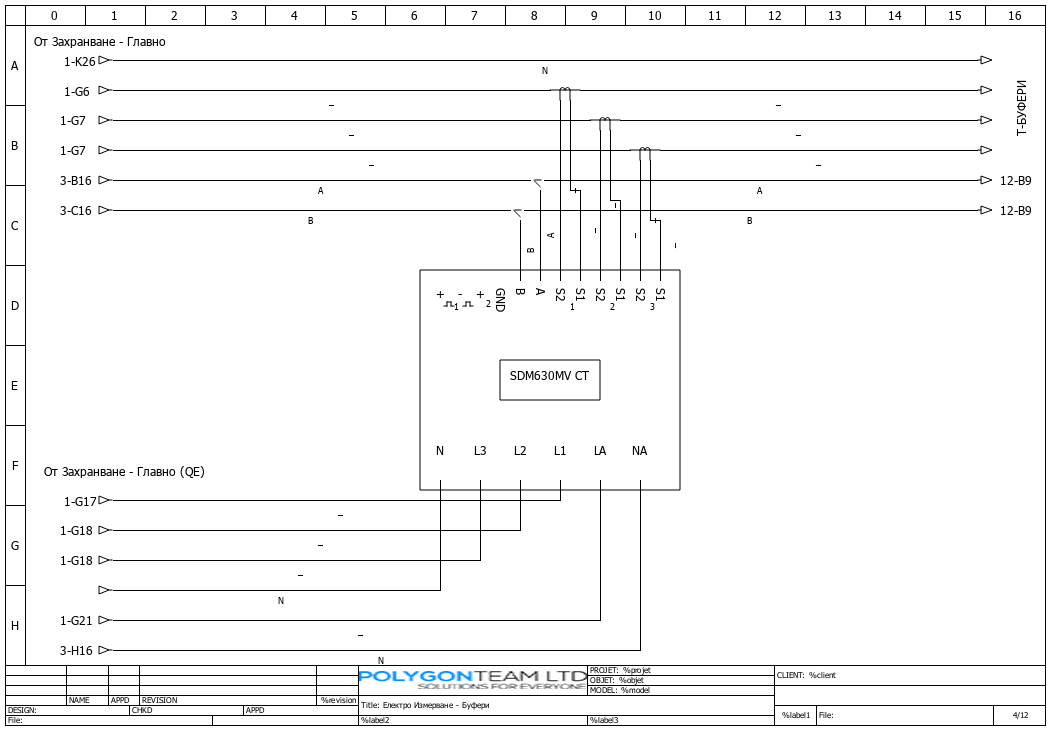 0 1 2 3 4 5 6 7 8 9 10 11 12 13 14 15 16
A
B
C
D
E
F
G
H
От Захранване - Главно
1-K26
N
1-G6
1-G7
1-G7
Т-БУФЕРИ
3-B16
A
A
12-B9
3-C16
B
B
12-B9
B
A
+ - + GND B A S2 S1 S2 S1 S2 S1
1 2 1 2 3
SDM630MV CT
N L3 L2 L1 LA NA
От Захранване - Главно (QE)
1-G17
1-G18
1-G18
N
1-G21
3-H16
N
NAME APPD REVISION %revision
DESIGN: CHKD APPD
File:
POLYGONTEAM LTD
SOLUTIONS FOR EVERYONE
Title: Електро Измерване - Буфери
%label2
PROJET: %projet
OBJET: %objet
MODEL: %model
%label3
CLIENT: %client
%label1 File: 4/12